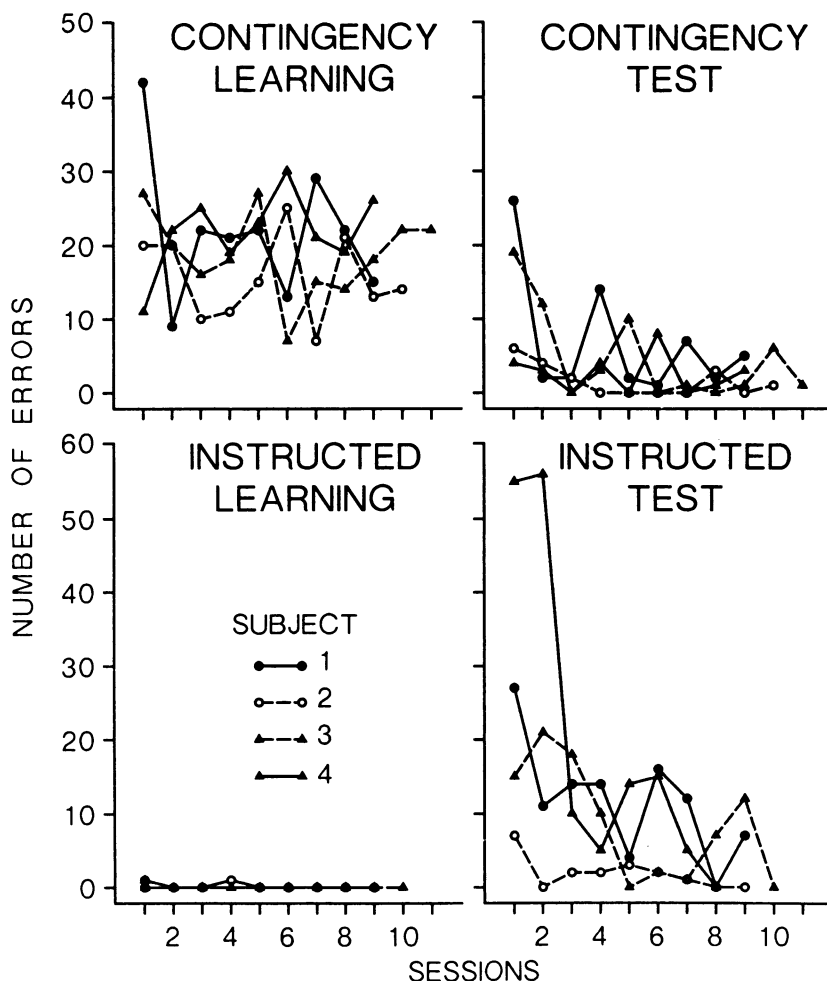 CONTINGENCY
LEARNING
50
40
30
20
10
0
CONTINGENCY
TEST
NUMBER OF ERRORS
INSTRUCTED
LEARNING
60
50
40
30
20
10
0
SUBJECT
1
2
3
4
2 4 6 8 10
INSTRUCTED
TEST
2 4 6 8 10
SESSIONS